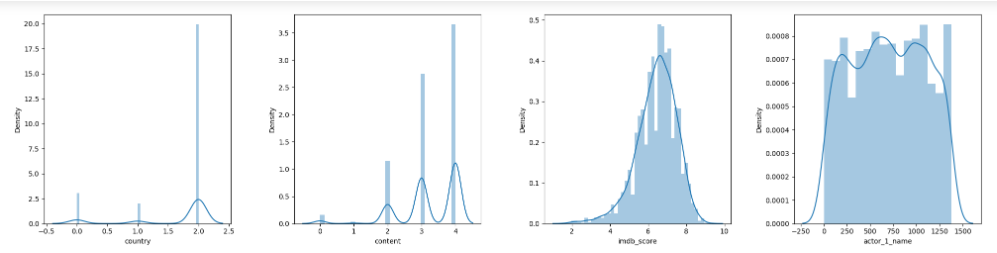 20.0
17.5
15.0
12.5
10.0
7.5
5.0
2.5
0.0
Density
-0.5 0.0 0.5 1.0 1.5 2.0 2.5
country
3.5
3.0
2.5
2.0
1.5
1.0
0.5
0.0
Density
0 1 2 3 4
content
0.5
0.4
0.3
0.2
0.1
0.0
Density
2 4 6 8 10
imdb_score
0.0008
0.0007
0.0006
0.0005
0.0004
0.0003
0.0002
0.0001
0.0000
Density
-250 0 250 500 750 1000 1250 1500
actor_1_name